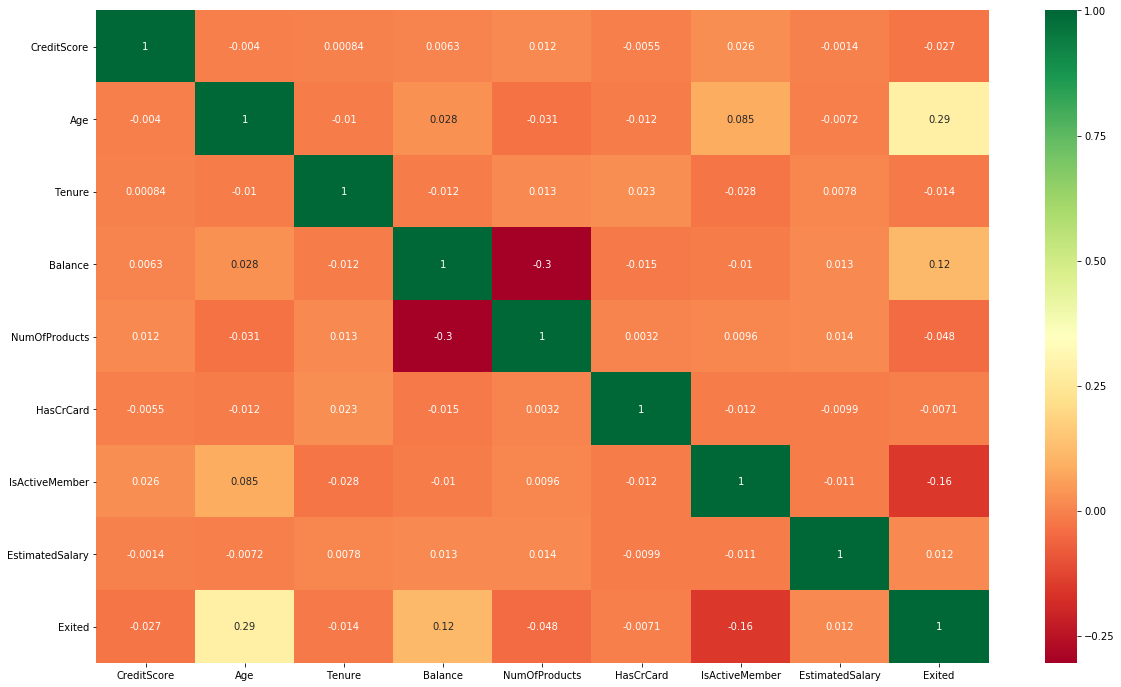 1.00
CreditScore 1 -0.004 0.00084 0.0063 0.012 -0.0055 0.026 -0.0014 -0.027
Age -0.004 1 -0.01 0.028 -0.031 -0.012 0.085 -0.0072 0.29
0.75
Tenure 0.00084 -0.01 1 -0.012 0.013 0.023 -0.028 0.0078 -0.014
Balance 0.0063 0.028 -0.012 1 -0.3 -0.015 -0.01 0.013 0.12
0.50
NumOfProducts 0.012 -0.031 0.013 -0.3 1 0.0032 0.0096 0.014 -0.048
0.25
HasCrCard -0.0055 -0.012 0.023 -0.015 0.0032 1 -0.012 -0.0099 -0.0071
IsActiveMember 0.026 0.085 -0.028 -0.01 0.0096 -0.012 1 -0.011 -0.16
0.00
EstimatedSalary -0.0014 -0.0072 0.0078 0.013 0.014 -0.0099 -0.011 1 0.012
Exited -0.027 0.29 -0.014 0.12 -0.048 -0.0071 -0.16 0.012 1
−0.25
CreditScore Age Tenure Balance NumOfProducts HasCrCard IsActiveMember EstimatedSalary Exited